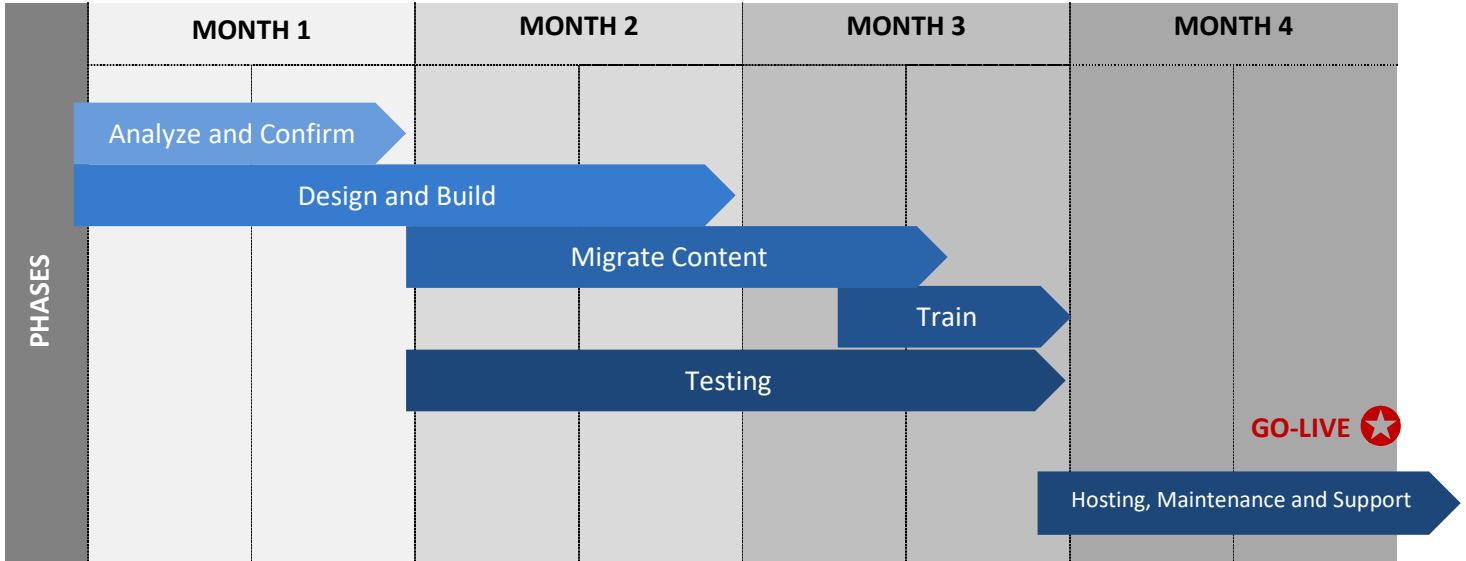 MONTH 1
MONTH 2
MONTH 3
MONTH 4
PHASES
Analyze and Confirm
Design and Build
Migrate Content
Train
Testing
GO-LIVE
Hosting, Maintenance and Support